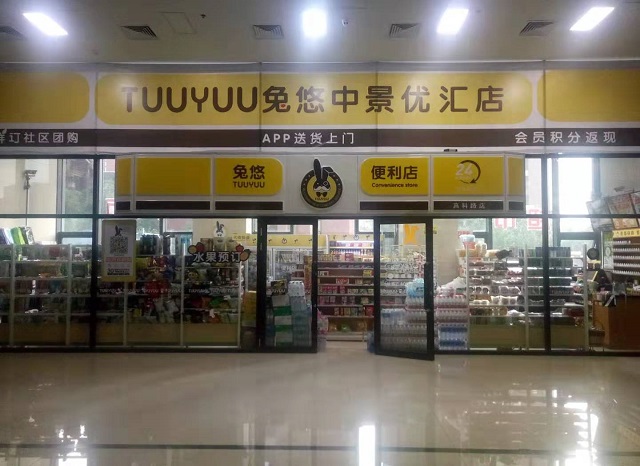 TUUYUU兔悠中景优汇店
详订社区团购
APP送货上门
会员积分返现
兔悠
TUUYUU
便利店
Convenience store
24
水果预订